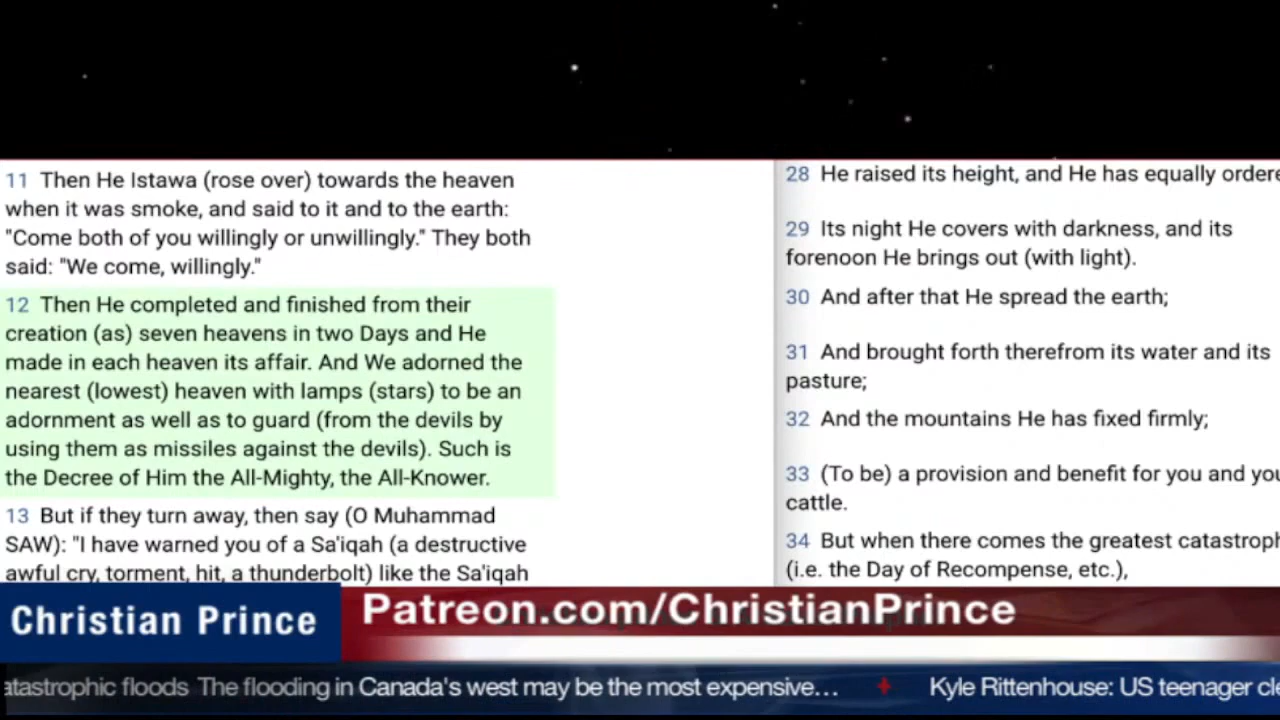 11 Then He Istawa (rose over) towards the heaven
when it was smoke, and said to it and to the earth:
"Come both of you willingly or unwillingly." They both
said: "We come, willingly."
12 Then He completed and finished from their
creation (as) seven heavens in two Days and He
made in each heaven its affair. And We adorned the
nearest (lowest) heaven with lamps (stars) to be an
adornment as well as to guard (from the devils by
using them as missiles against the devils). Such is
the Decree of Him the All-Mighty, the All-Knower.
13 But if they turn away, then say (O Muhammad
SAW): "I have warned you of a Sa'iqah (a destructive
awful cry, torment, hit, a thunderbolt) like the Sa'iqah
28 He raised its height, and He has equally ordere
29 Its night He covers with darkness, and its
forenoon He brings out (with light).
30 And after that He spread the earth;
31 And brought forth therefrom its water and its
pasture;
32 And the mountains He has fixed firmly;
33 (To be) a provision and benefit for you and you
cattle.
34 But when there comes the greatest catastroph
(i.e. the Day of Recompense, etc.),
Christian Prince
Patreon.com/ChristianPrince
atastrophic floods The flooding in Canada's west may be the most expensive... Kyle Rittenhouse: US teenager cle